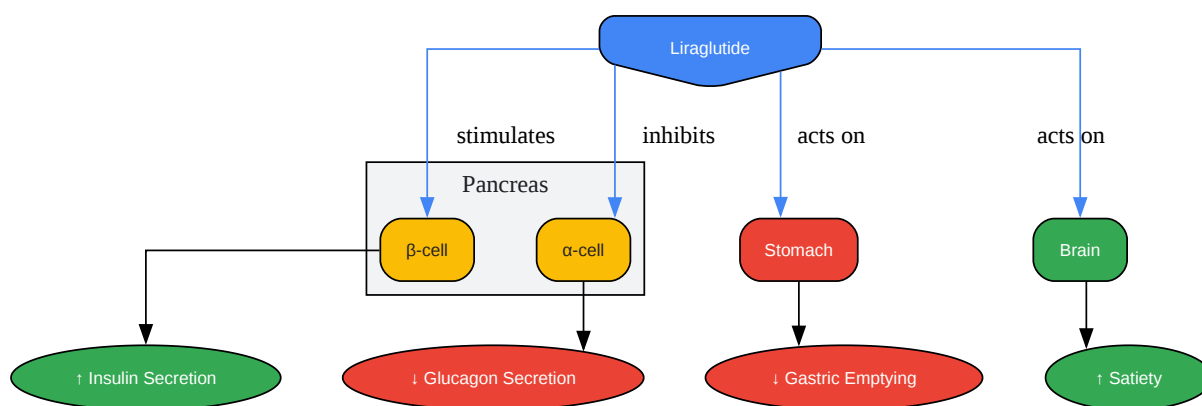 Liraglutide
stimulates
inhibits
acts on
acts on
Pancreas
β-cell
α-cell
Stomach
Brain
↑ Insulin Secretion
↓ Glucagon Secretion
↓ Gastric Emptying
↑ Satiety